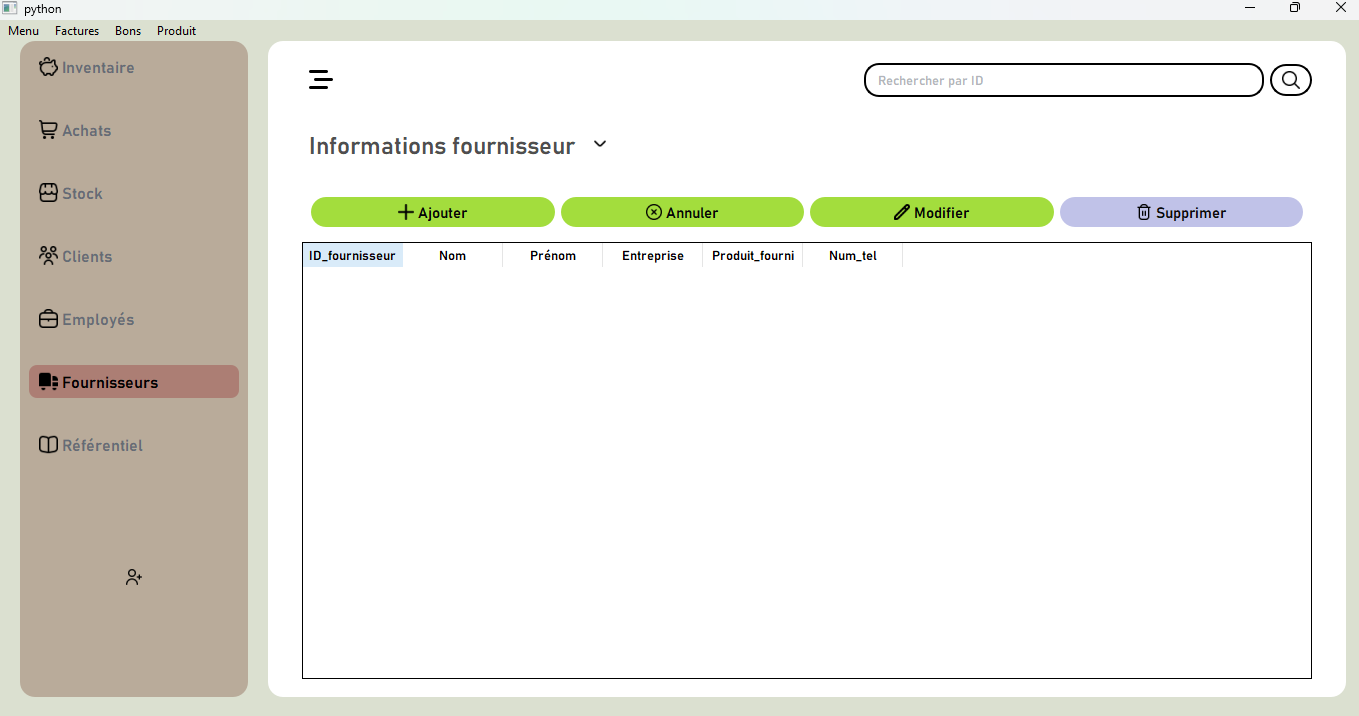 python
Menu Factures Bons Produit
Inventaire
Achats
Stock
Clients
Employés
Fournisseurs
Référentiel
Rechercher par ID
Informations fournisseur
Ajouter Annuler Modifier Supprimer
ID_fournisseur Nom Prénom Entreprise Produit_fourni Num_tel